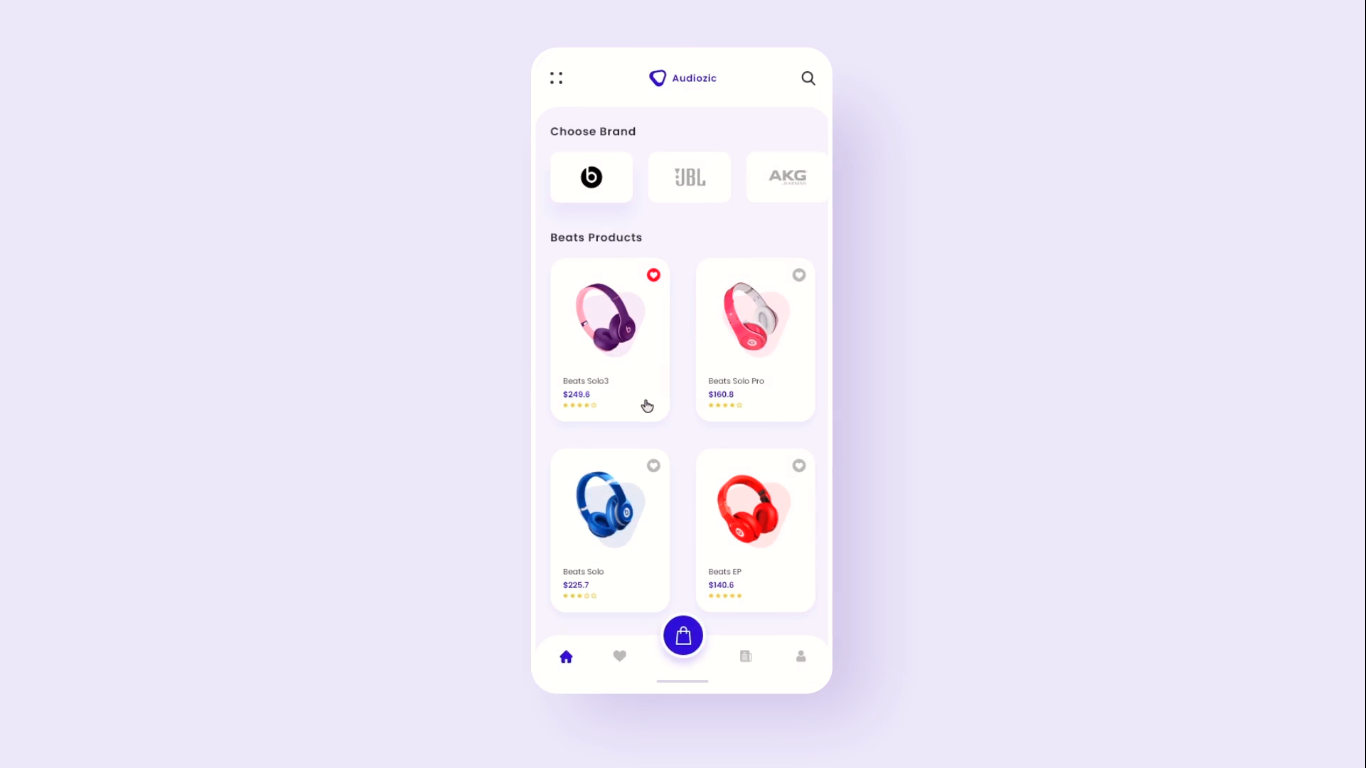 Audiozic
Choose Brand
b
JBL
AKG
Beats Products
Beats Solo3
$249.6
Beats Solo Pro
$160.8
Beats Solo
$225.7
Beats EP
$140.6